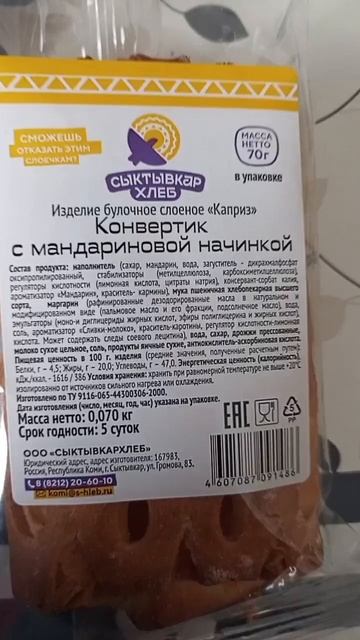 СМОЖЕШЬ
ОТКАЗАТЬ ЭТИМ
СЛОЕЧКАМ?
СЫКТЫВКАР
ХЛЕБ
МАССА
НЕТТО
70г
в упаковке
Изделие булочное слоеное «Каприз»
Конвертик
с мандариновой начинкой
Состав продукта: наполнитель (сахар, мандарин, вода, загуститель - дикрахмалфосфат
оксипропилированный, стабилизаторы (метилцеллюлоза, карбоксиметилцеллюлоза),
регуляторы кислотности (лимонная кислота, цитраты натрия), консервант-сорбат калия,
ароматизатор «Мандарин», краситель- кармины), мука пшеничная хлебопекарная высшего
сорта, маргарин (рафинированные дезодорированные масла в натуральном и
модифицированном виде (пальмовое масло и его фракции, подсолнечное масло), вода,
эмульгаторы (моно-и диглицериды жирных кислот, эфиры полиглицерина и жирных кислот),
соль, ароматизатор «Сливки-молоко», краситель-каротины, регулятор кислотности-лимонная
кислота. Может содержать следы соевого лецитина), вода, сахар, дрожжи прессованные,
молоко сухое цельное, соль, продукты яичные сухие, антиокислитель-аскорбиновая кислота.
Пищевая ценность в 100 г. изделия (средние значения, полученные расчетным путем):
Белки, г – 4,5; Жиры, г – 20,0; Углеводы, г – 47,0. Энергетическая ценность (калорийность),
кДж/ккал. - 1616 / 386 Условия хранения: хранить при равномерной температуре не выше +20°С
изолированно от источников сильного нагрева или охлаждения.
Изготовлено по ТУ 9116-065-44300306-2000
Дата изготовления (число, месяц, год, час) указана на упаковке.
Масса нетто: 0,070 кг
Срок годности: 5 суток
EAC
5
PP
ООО «СЫКТЫВКАРХЛЕБ»
Юридический адрес, адрес изготовителя: 167983,
Россия, Республика Коми, г. Сыктывкар, ул. Громова, 83.
8 (8212) 20-60-10
komi@s-hleb.ru
4607087091486